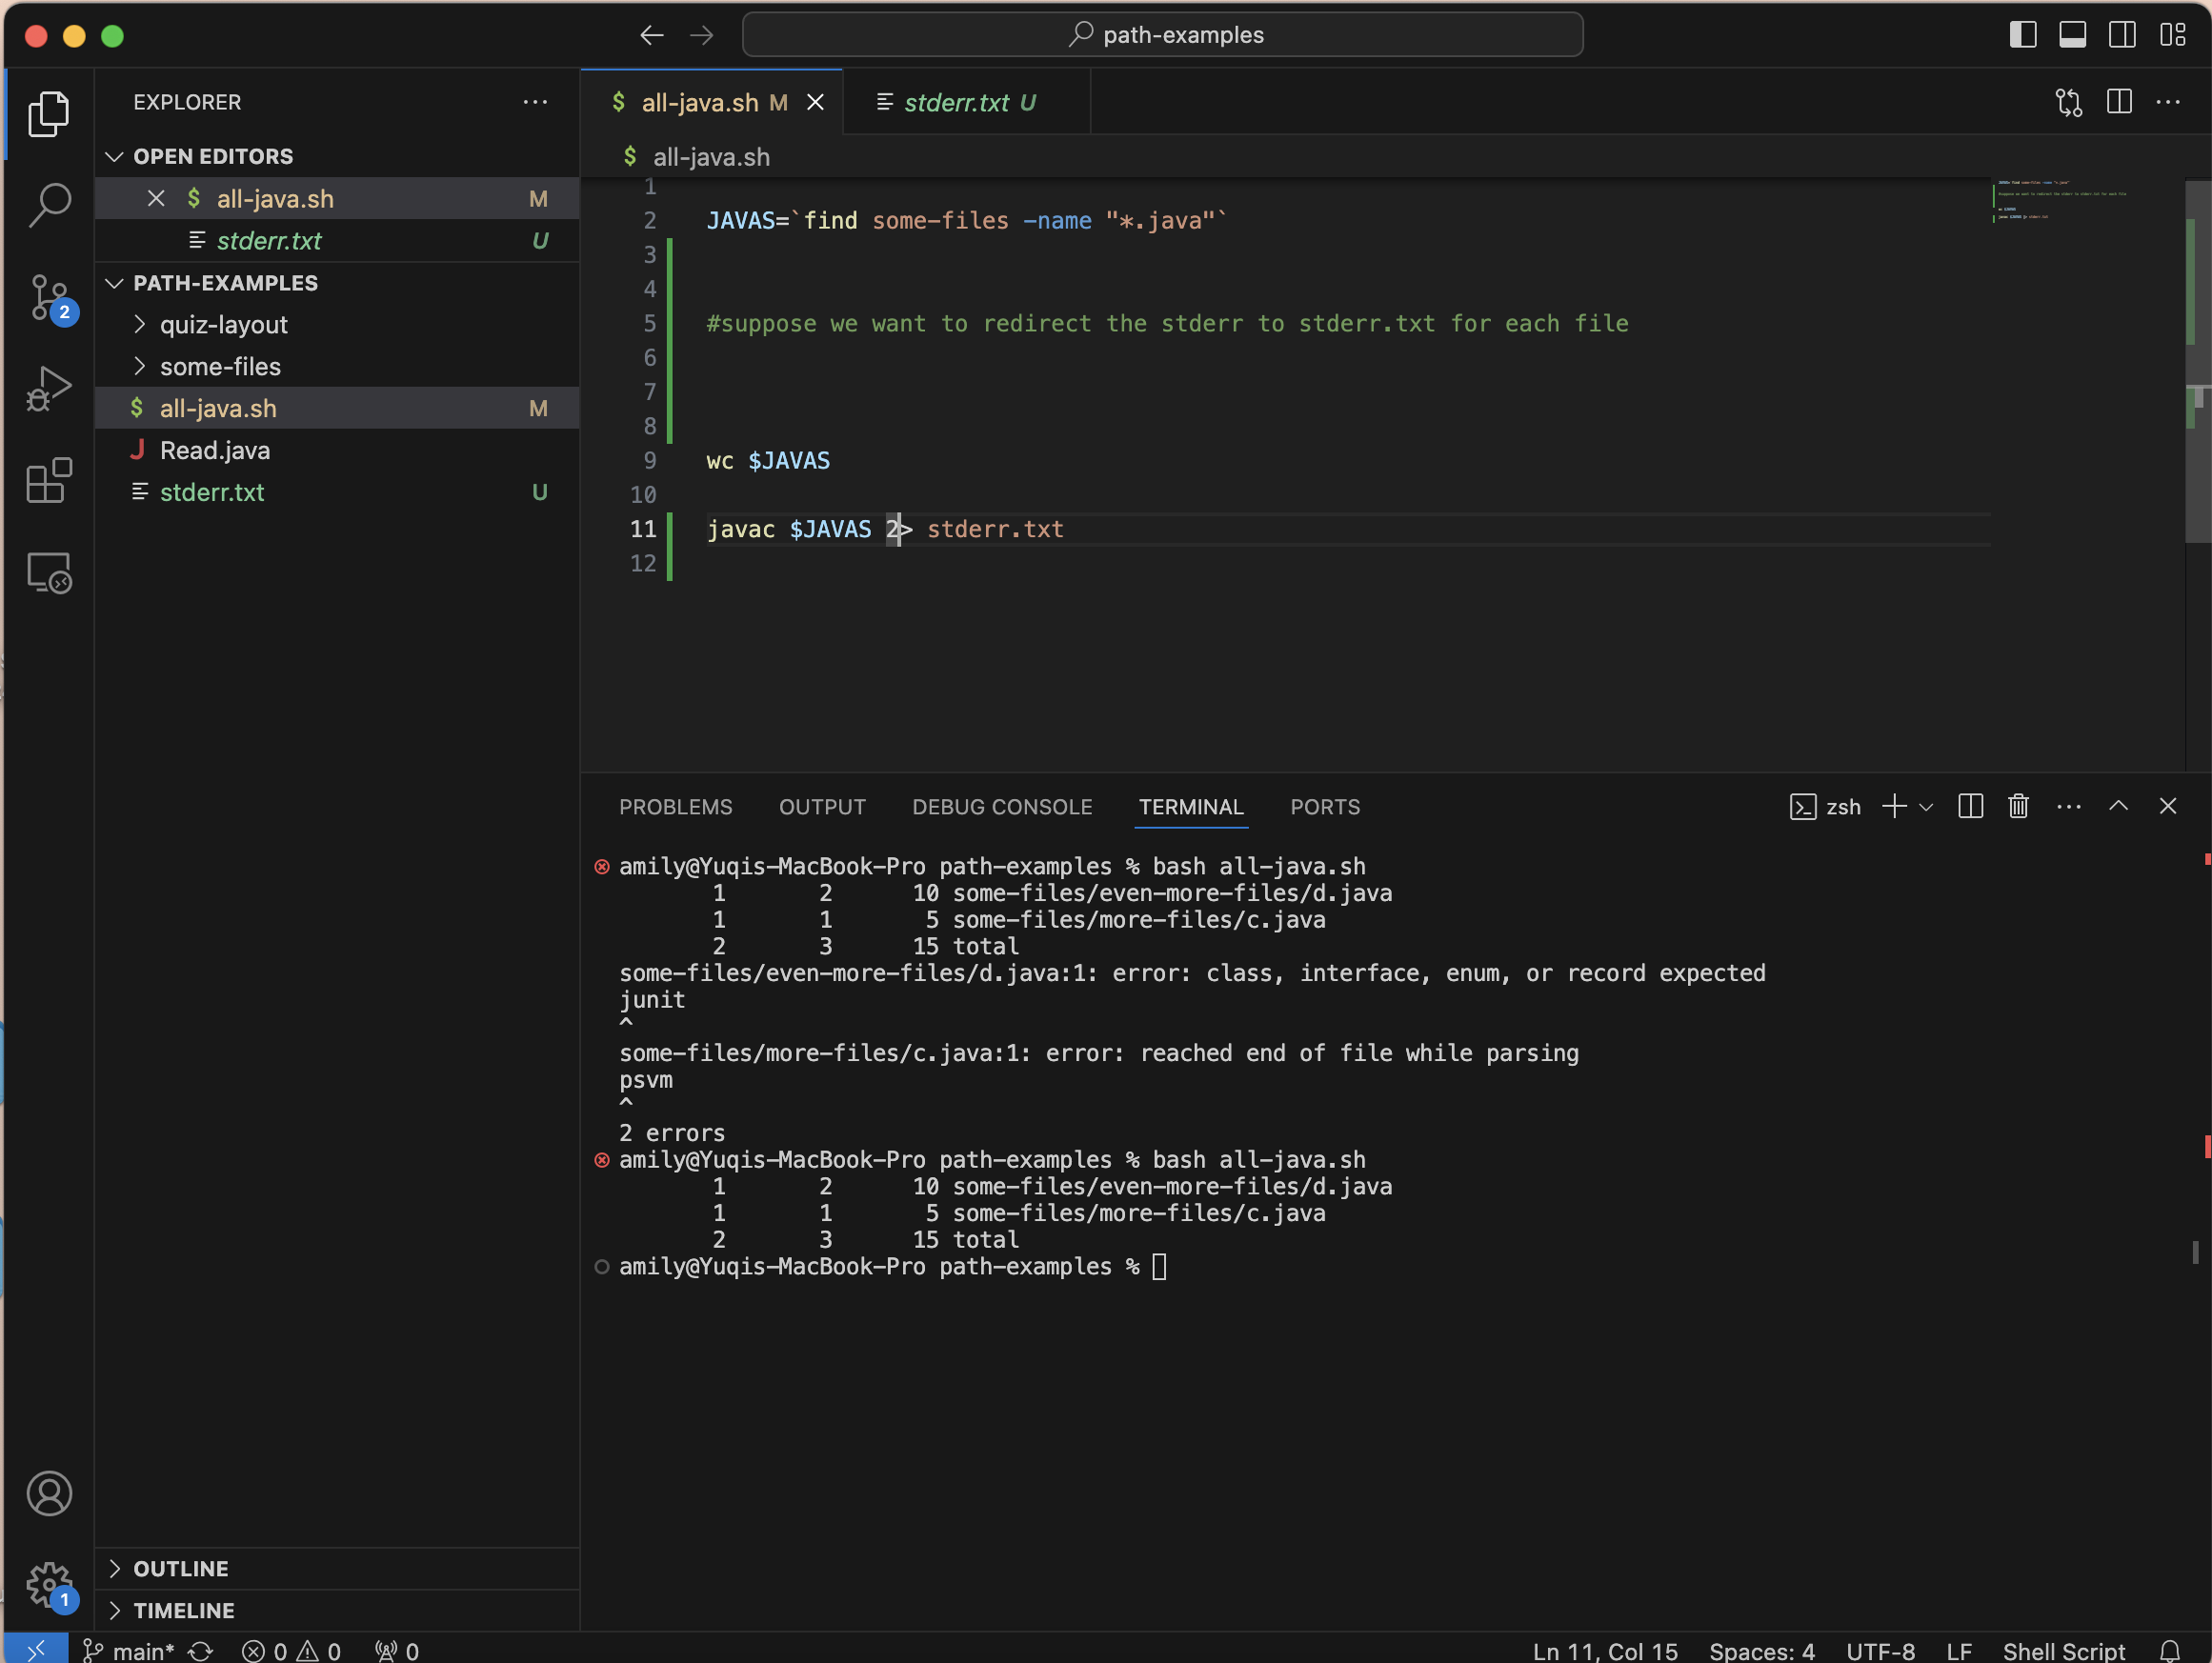 path-examples
EXPLORER
OPEN EDITORS
$ all-java.sh M
stderr.txt U
PATH-EXAMPLES
quiz-layout
some-files
$ all-java.sh M
J Read.java
stderr.txt U
OUTLINE
TIMELINE
$ all-java.sh M
stderr.txt U
$ all-java.sh
1
2 JAVAS=`find some-files -name "*.java"`
3
4
5 #suppose we want to redirect the stderr to stderr.txt for each file
6
7
8
9 wc $JAVAS
10
11 javac $JAVAS 2> stderr.txt
12
PROBLEMS OUTPUT DEBUG CONSOLE TERMINAL PORTS
zsh
amily@Yuqis-MacBook-Pro path-examples % bash all-java.sh
1 2 10 some-files/even-more-files/d.java
1 1 5 some-files/more-files/c.java
2 3 15 total
some-files/even-more-files/d.java:1: error: class, interface, enum, or record expected
junit
^
some-files/more-files/c.java:1: error: reached end of file while parsing
psvm
^
2 errors
amily@Yuqis-MacBook-Pro path-examples % bash all-java.sh
1 2 10 some-files/even-more-files/d.java
1 1 5 some-files/more-files/c.java
2 3 15 total
amily@Yuqis-MacBook-Pro path-examples %
2
1
main* 0 0 0
Ln 11, Col 15 Spaces: 4 UTF-8 LF Shell Script